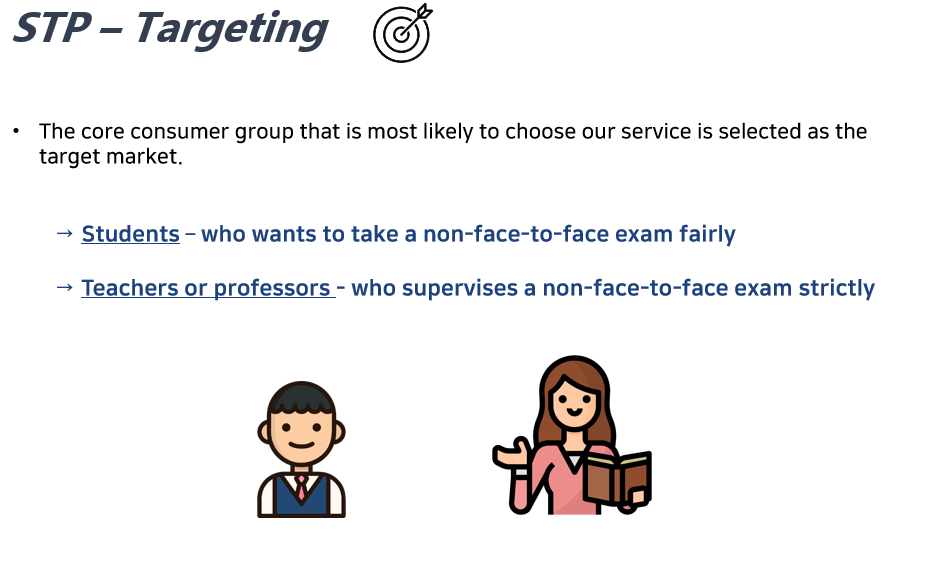 STP – Targeting
• The core consumer group that is most likely to choose our service is selected as the
target market.
→ Students – who wants to take a non-face-to-face exam fairly
→ Teachers or professors - who supervises a non-face-to-face exam strictly